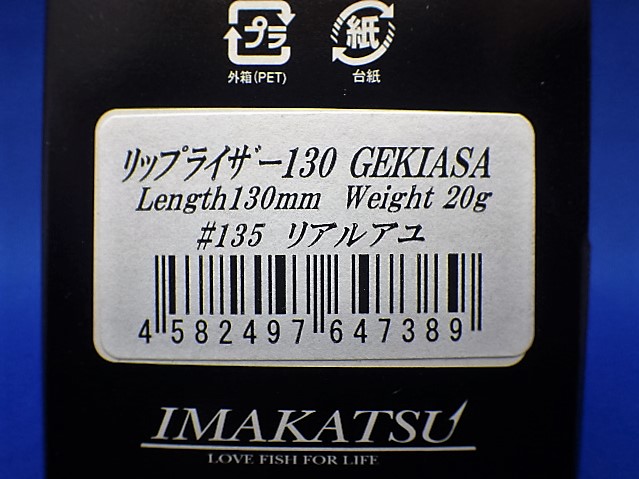 プラ 紙
外箱(PET) 台紙
リップライザー130 GEKIASA
Length130mm Weight 20g
#135 リアルアユ
4 582497 647389
IMAKATSU
LOVE FISH FOR LIFE